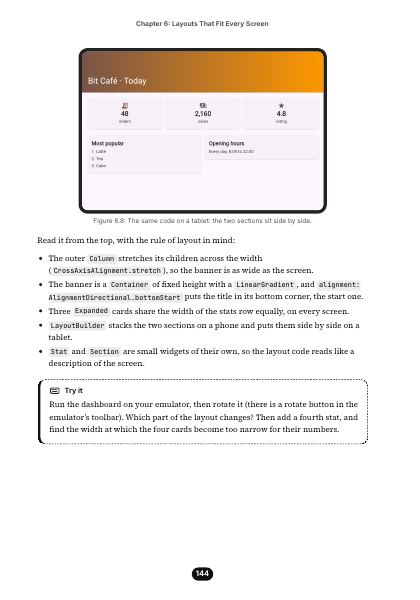 Chapter 6: Layouts That Fit Every Screen
Bit Café · Today
48
orders
2,160
sales
4.8
rating
Most popular
1. Latte
2. Tea
3. Cake
Opening hours
Every day, 8:00 to 22:00
Figure 6.8: The same code on a tablet: the two sections sit side by side.
Read it from the top, with the rule of layout in mind:
• The outer Column stretches its children across the width
(CrossAxisAlignment.stretch), so the banner is as wide as the screen.
• The banner is a Container of fixed height with a LinearGradient, and alignment:
AlignmentDirectional.bottomStart puts the title in its bottom corner, the start one.
• Three Expanded cards share the width of the stats row equally, on every screen.
• LayoutBuilder stacks the two sections on a phone and puts them side by side on a
tablet.
• Stat and Section are small widgets of their own, so the layout code reads like a
description of the screen.
Try it
Run the dashboard on your emulator, then rotate it (there is a rotate button in the
emulator's toolbar). Which part of the layout changes? Then add a fourth stat, and
find the width at which the four cards become too narrow for their numbers.
144